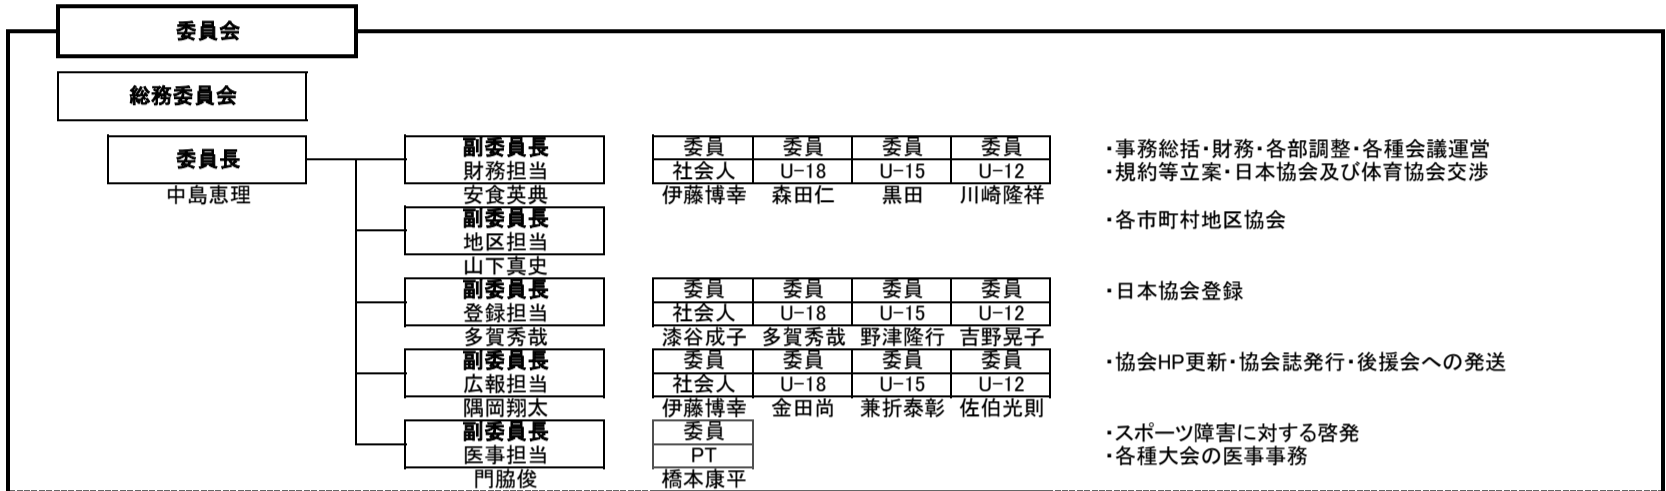 委員会
総務委員会
委員長 副委員長 委員 委員 委員 委員 ・事務総括・財務・各部調整・各種会議運営
財務担当 社会人 U-18 U-15 U-12 ・規約等立案・日本協会及び体育協会交渉
中島恵理 安食英典 伊藤博幸 森田仁 黒田 川崎隆祥
副委員長 ・各市町村地区協会
地区担当
山下真史
副委員長 委員 委員 委員 委員 ・日本協会登録
登録担当 社会人 U-18 U-15 U-12
多賀秀哉 漆谷成子 多賀秀哉 野津隆行 吉野晃子
副委員長 委員 委員 委員 委員 ・協会HP更新・協会誌発行・後援会への発送
広報担当 社会人 U-18 U-15 U-12
隅岡翔太 伊藤博幸 金田尚 兼折泰彰 佐伯光則
副委員長 委員 ・スポーツ障害に対する啓発
医事担当 PT ・各種大会の医事事務
門脇俊 橋本康平